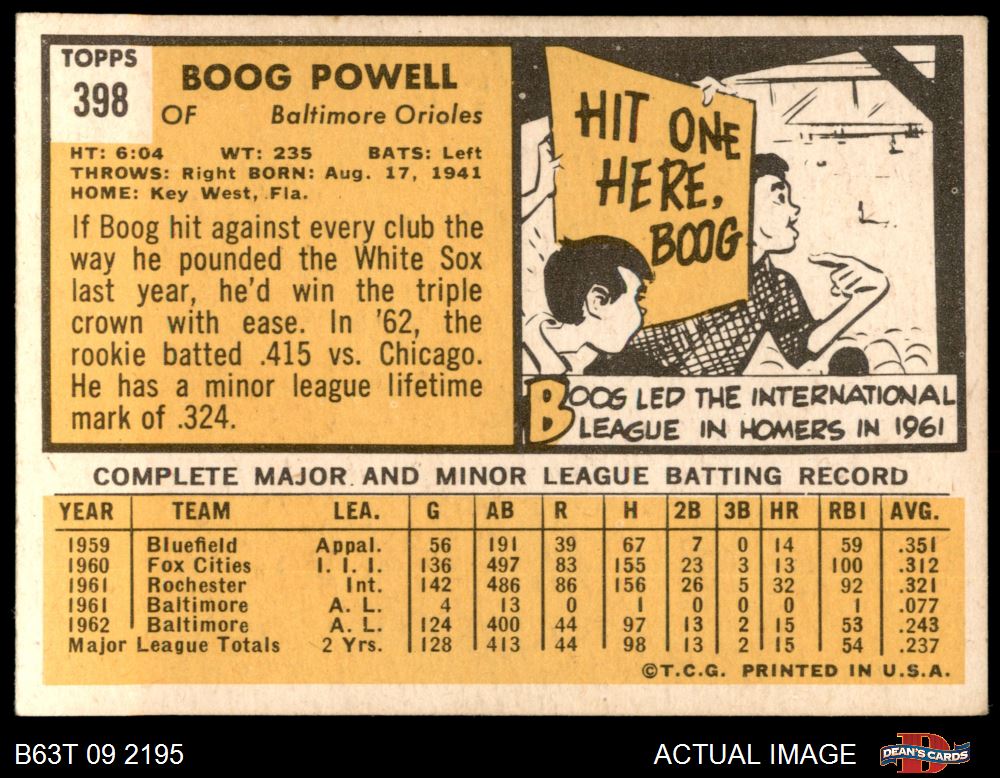 TOPPS
398
BOOG POWELL
OF Baltimore Orioles
HT: 6:04 WT: 235 BATS: Left
THROWS: Right BORN: Aug. 17, 1941
HOME: Key West, Fla.
If Boog hit against every club the
way he pounded the White Sox
last year, he'd win the triple
crown with ease. In '62, the
rookie batted .415 vs. Chicago.
He has a minor league lifetime
mark of .324.
HIT ONE
HERE,
BOOG
BOOG LED THE INTERNATIONAL
LEAGUE IN HOMERS IN 1961
COMPLETE MAJOR AND MINOR LEAGUE BATTING RECORD
YEAR TEAM LEA. G AB R H 2B 3B HR RBI AVG.
1959 Bluefield Appal. 56 191 39 67 7 0 14 59 .351
1960 Fox Cities I. I. I. 136 497 83 155 23 3 13 100 .312
1961 Rochester Int. 142 486 86 156 26 5 32 92 .321
1961 Baltimore A. L. 4 13 0 1 0 0 0 1 .077
1962 Baltimore A. L. 124 400 44 97 13 2 15 53 .243
Major League Totals 2 Yrs. 128 413 44 98 13 2 15 54 .237
©T.C.G. PRINTED IN U.S.A.
B63T 09 2195 ACTUAL IMAGE DEAN'S CARDS